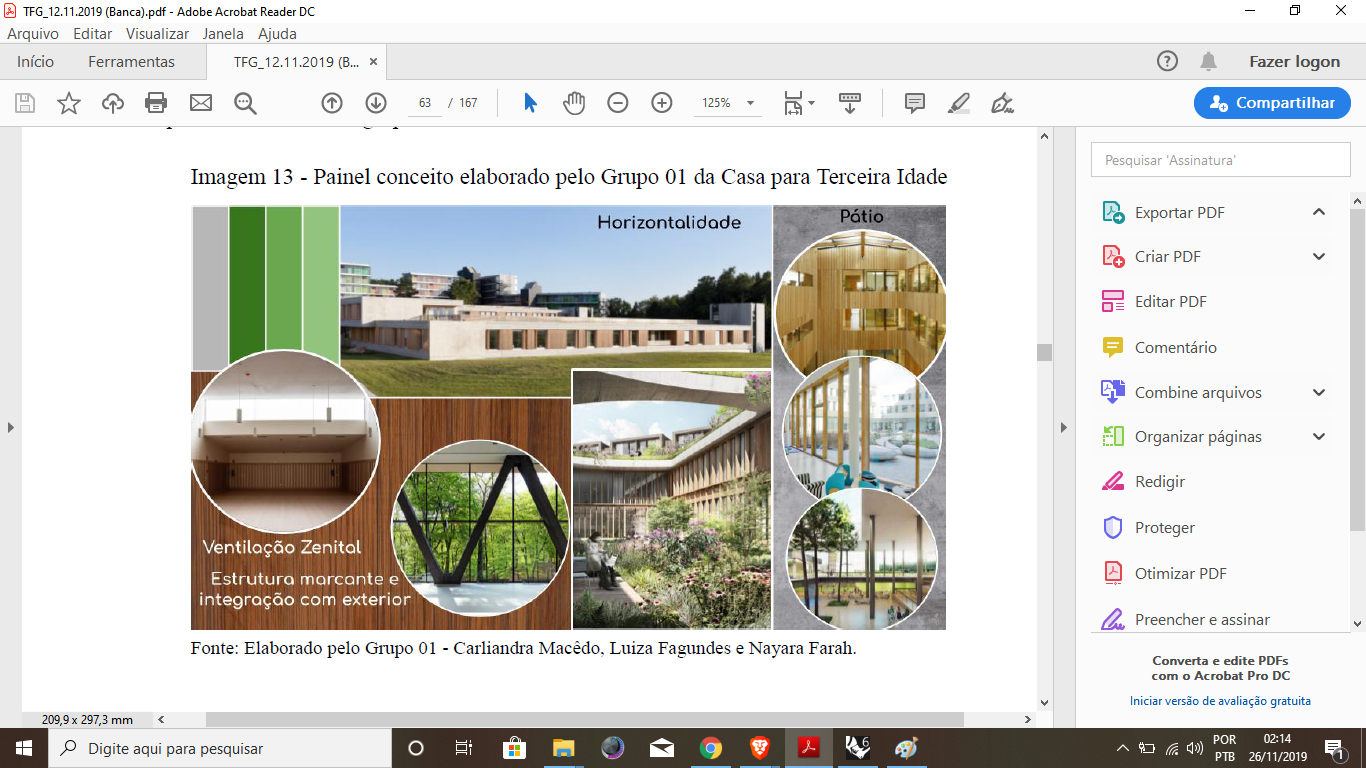 TFG_12.11.2019 (Banca).pdf - Adobe Acrobat Reader DC
Arquivo Editar Visualizar Janela Ajuda
Início Ferramentas TFG_12.11.2019 (B... × Fazer logon
63 / 167 125% Compartilhar
Imagem 13 - Painel conceito elaborado pelo Grupo 01 da Casa para Terceira Idade
Horizontalidade
Pátio
Ventilação Zenital
Estrutura marcante e
integração com exterior
Fonte: Elaborado pelo Grupo 01 - Carliandra Macêdo, Luiza Fagundes e Nayara Farah.
209,9 x 297,3 mm
Pesquisar 'Assinatura'
Exportar PDF
Criar PDF
Editar PDF
Comentário
Combine arquivos
Organizar páginas
Redigir
Proteger
Otimizar PDF
Preencher e assinar
Converta e edite PDFs
com o Acrobat Pro DC
Iniciar versão de avaliação gratuita
Digite aqui para pesquisar
POR
PTB
02:14
26/11/2019
1